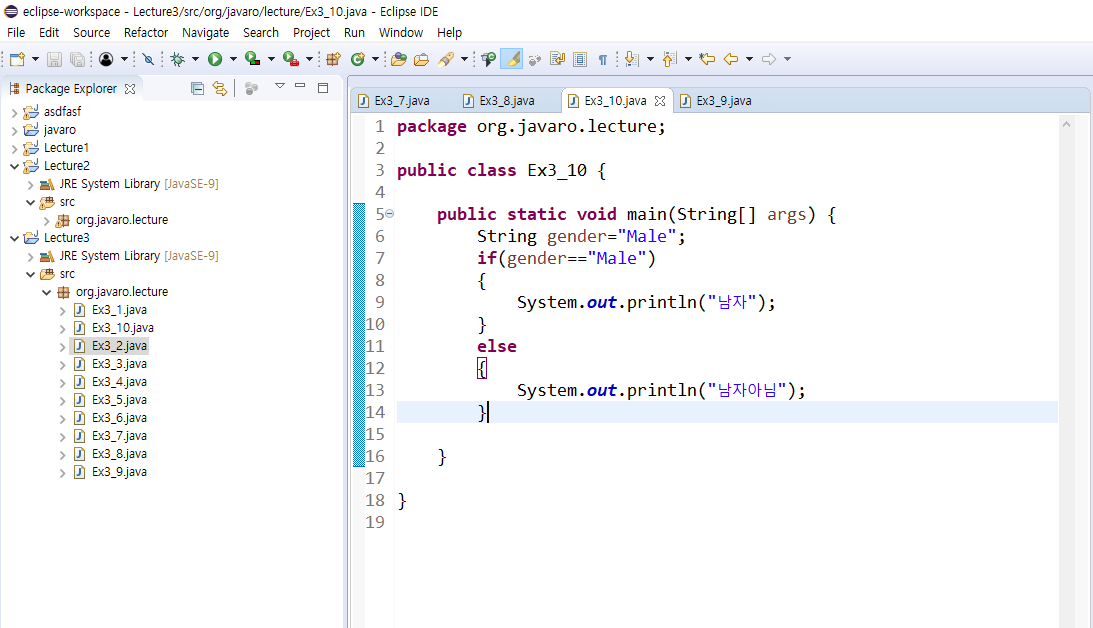 eclipse-workspace - Lecture3/src/org/javaro/lecture/Ex3_10.java - Eclipse IDE
File Edit Source Refactor Navigate Search Project Run Window Help
Package Explorer
asdfasf
javaro
Lecture1
Lecture2
JRE System Library [JavaSE-9]
src
org.javaro.lecture
Lecture3
JRE System Library [JavaSE-9]
src
org.javaro.lecture
Ex3_1.java
Ex3_10.java
Ex3_2.java
Ex3_3.java
Ex3_4.java
Ex3_5.java
Ex3_6.java
Ex3_7.java
Ex3_8.java
Ex3_9.java
Ex3_7.java Ex3_8.java Ex3_10.java Ex3_9.java
1 package org.javaro.lecture;
2
3 public class Ex3_10 {
4
5 public static void main(String[] args) {
6 String gender="Male";
7 if(gender=="Male")
8 {
9 System.out.println("남자");
10 }
11 else
12 {
13 System.out.println("남자아님");
14 }
15
16 }
17
18 }
19